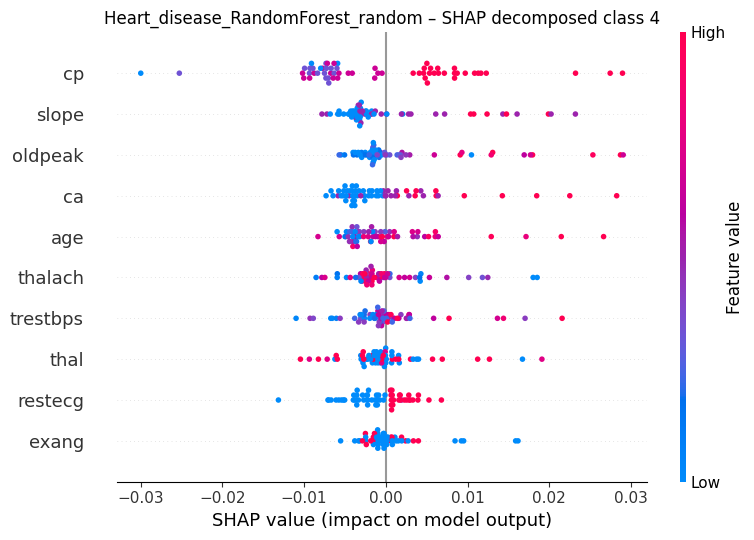 Heart_disease_RandomForest_random – SHAP decomposed class 4
High
cp
slope
oldpeak
ca
age
thalach
trestbps
thal
restecg
exang
Feature value
Low
−0.03 −0.02 −0.01 0.00 0.01 0.02 0.03
SHAP value (impact on model output)